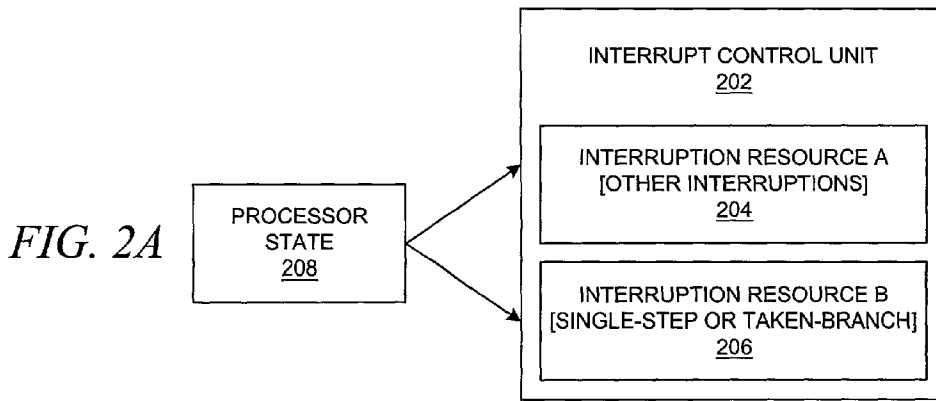 FIG. 2A
PROCESSOR
STATE
208
INTERRUPT CONTROL UNIT
202
INTERRUPTION RESOURCE A
[OTHER INTERRUPTIONS]
204
INTERRUPTION RESOURCE B
[SINGLE-STEP OR TAKEN-BRANCH]
206